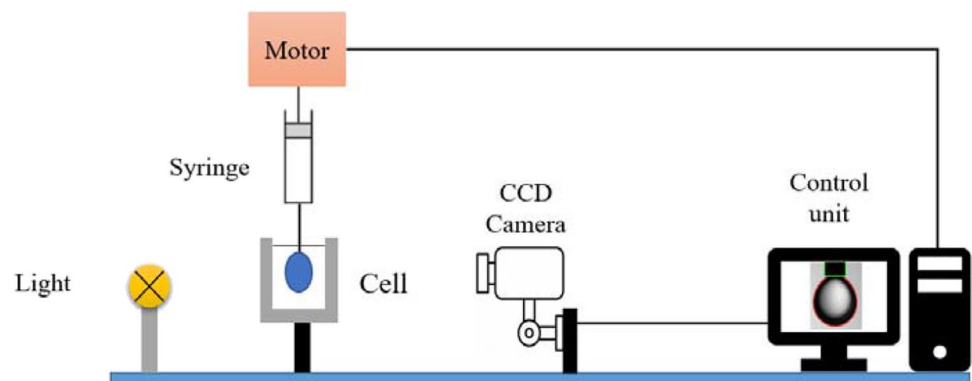 Motor
Syringe
CCD
Camera
Control
unit
Light
Cell